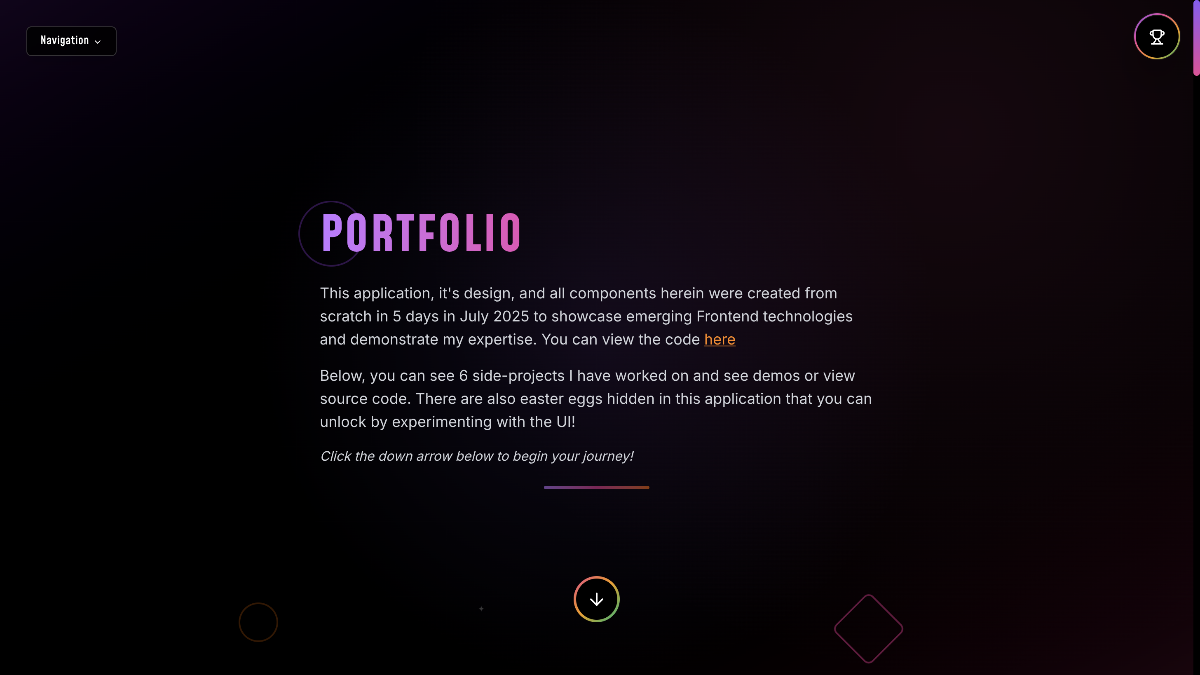 Navigation
PORTFOLIO
This application, it's design, and all components herein were created from
scratch in 5 days in July 2025 to showcase emerging Frontend technologies
and demonstrate my expertise. You can view the code here
Below, you can see 6 side-projects I have worked on and see demos or view
source code. There are also easter eggs hidden in this application that you can
unlock by experimenting with the UI!
Click the down arrow below to begin your journey!